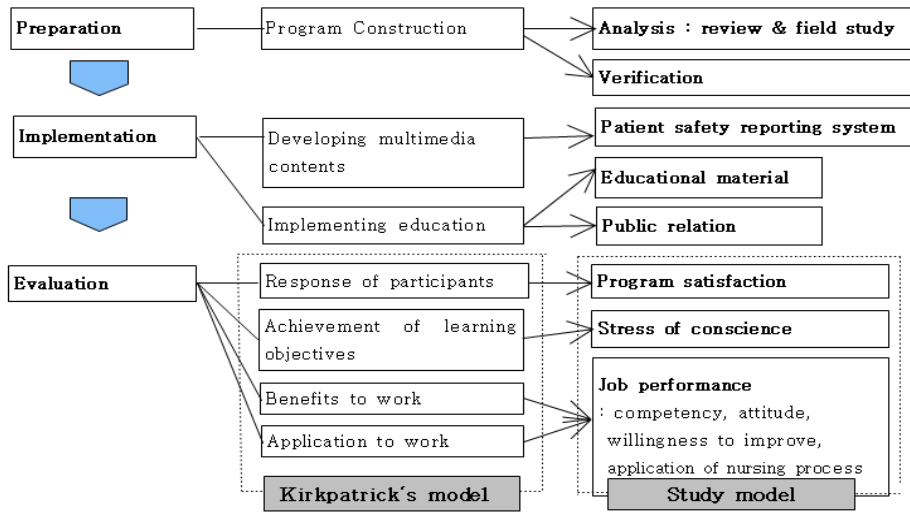 Preparation
Program Construction
Analysis : review & field study
Verification
Implementation
Developing multimedia
contents
Patient safety reporting system
Educational material
Implementing education
Public relation
Evaluation
Response of participants
Program satisfaction
Achievement of learning
objectives
Stress of conscience
Benefits to work
Application to work
Job performance
: competency, attitude,
willingness to improve,
application of nursing process
Kirkpatrick's model
Study model